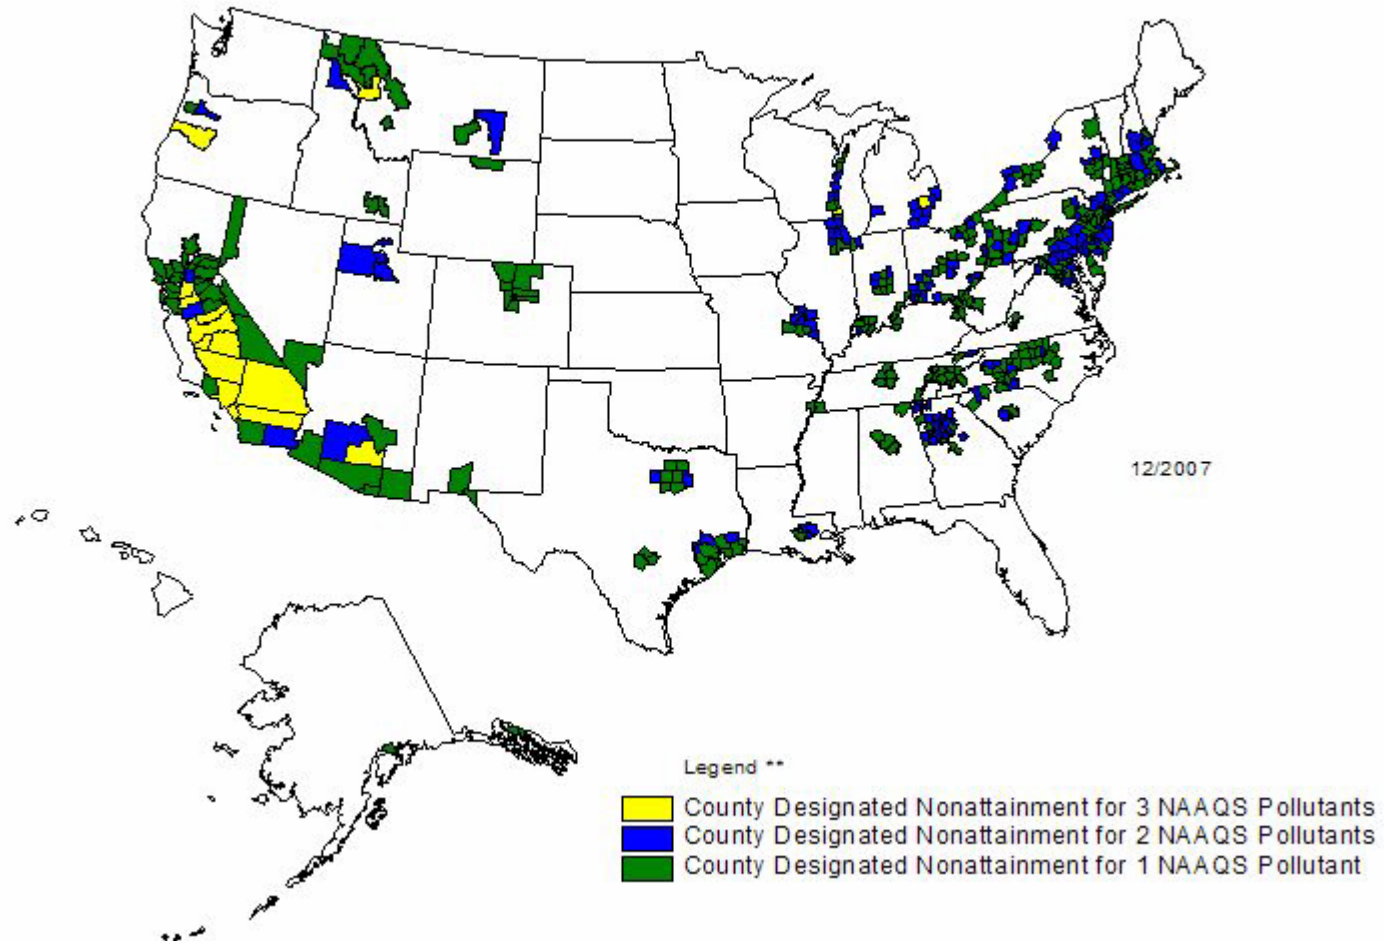 12/2007
Legend **
County Designated Nonattainment for 3 NAAQS Pollutants
County Designated Nonattainment for 2 NAAQS Pollutants
County Designated Nonattainment for 1 NAAQS Pollutant